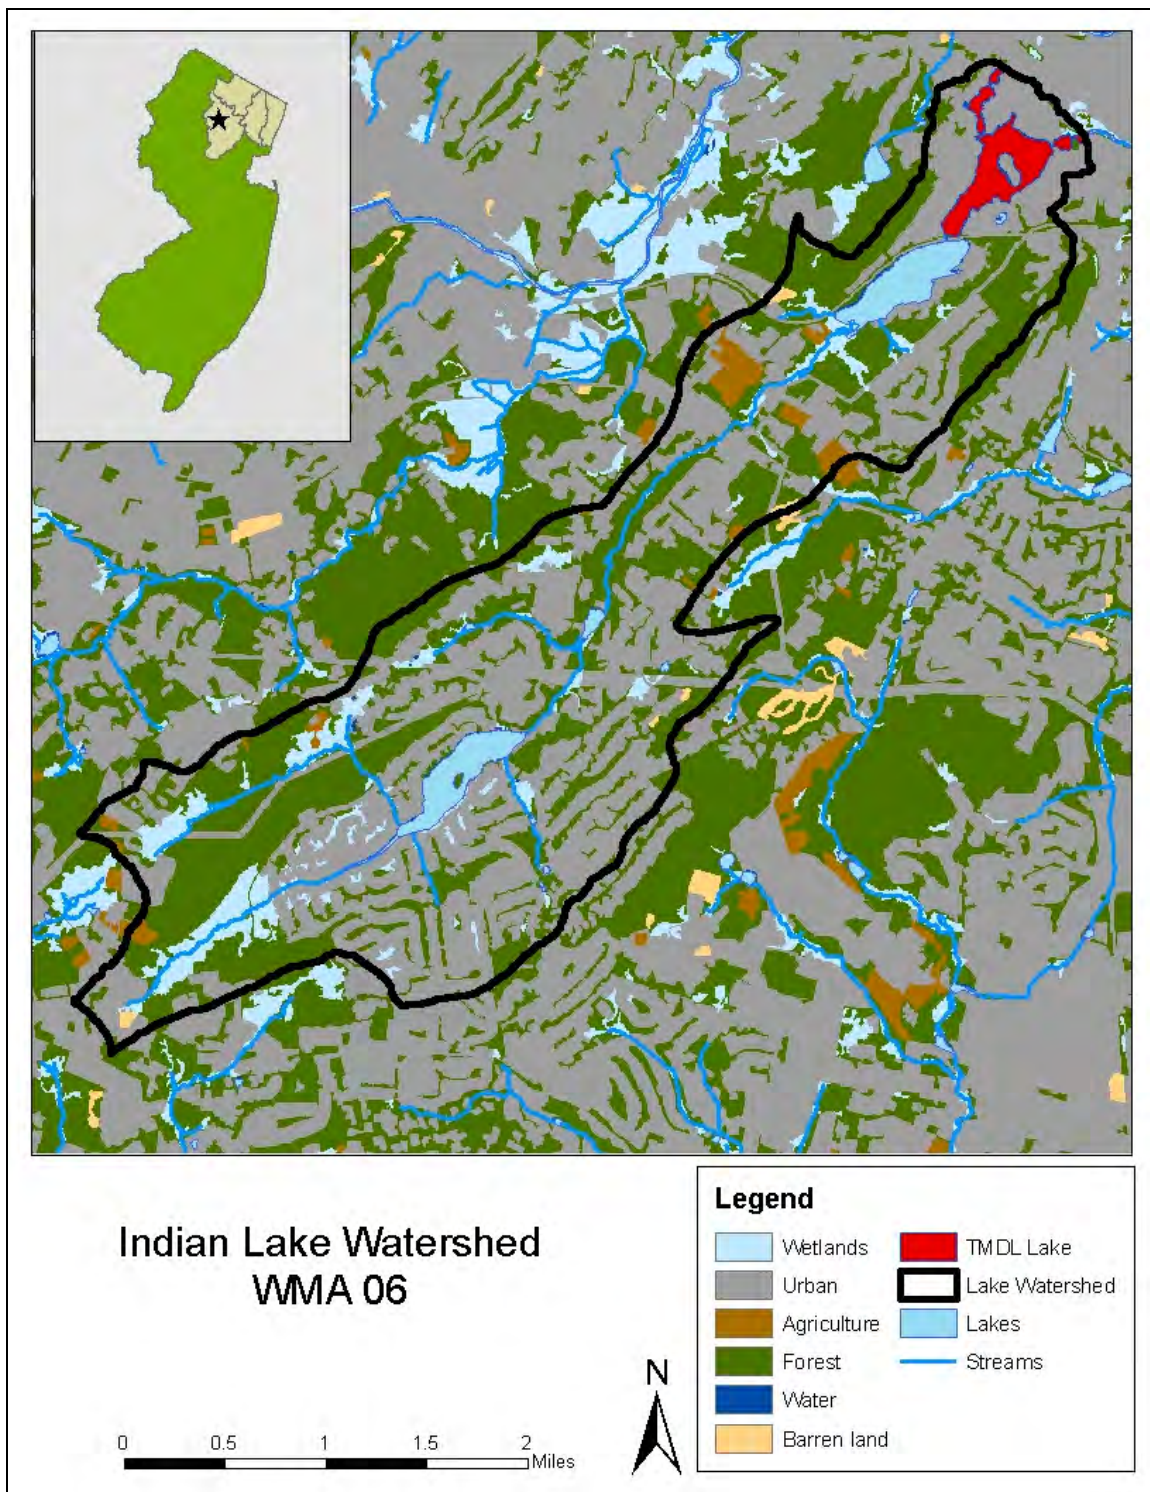 Indian Lake Watershed
WMA 06
0 0.5 1 1.5 2
Miles
N
Legend
Wetlands
Urban
Agriculture
Forest
Water
Barren land
TMDL Lake
Lake Watershed
Lakes
Streams